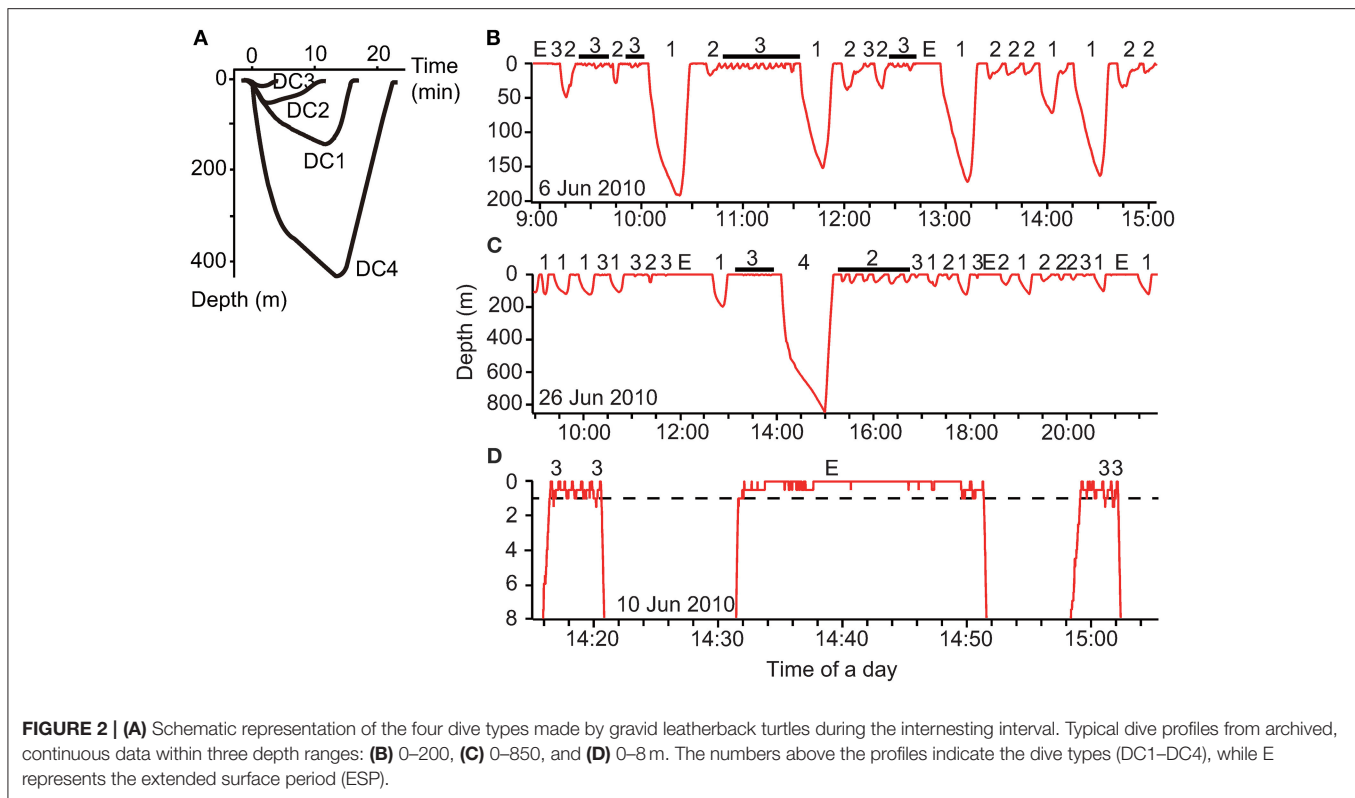 A
0 10 20 Time
(min)
0
200
400
DC3
DC2
DC1
DC4
Depth (m)
B
E 3 2 3 2 3 1 2 3 1 2 3 2 3 E 1 2 2 2 1 1 2 2
0
50
100
150
200
6 Jun 2010
9:00 10:00 11:00 12:00 13:00 14:00 15:00
C
1 1 1 3 1 3 2 3 E 1 3 4 2 3 1 2 1 3 E 2 1 2 2 2 3 1 E 1
0
200
400
600
800
Depth (m)
26 Jun 2010
10:00 12:00 14:00 16:00 18:00 20:00
D
3 3 E 3 3
0
2
4
6
8
10 Jun 2010
14:20 14:30 14:40 14:50 15:00
Time of a day
FIGURE 2 | (A) Schematic representation of the four dive types made by gravid leatherback turtles during the internesting interval. Typical dive profiles from archived,
continuous data within three depth ranges: (B) 0–200, (C) 0–850, and (D) 0–8 m. The numbers above the profiles indicate the dive types (DC1–DC4), while E
represents the extended surface period (ESP).